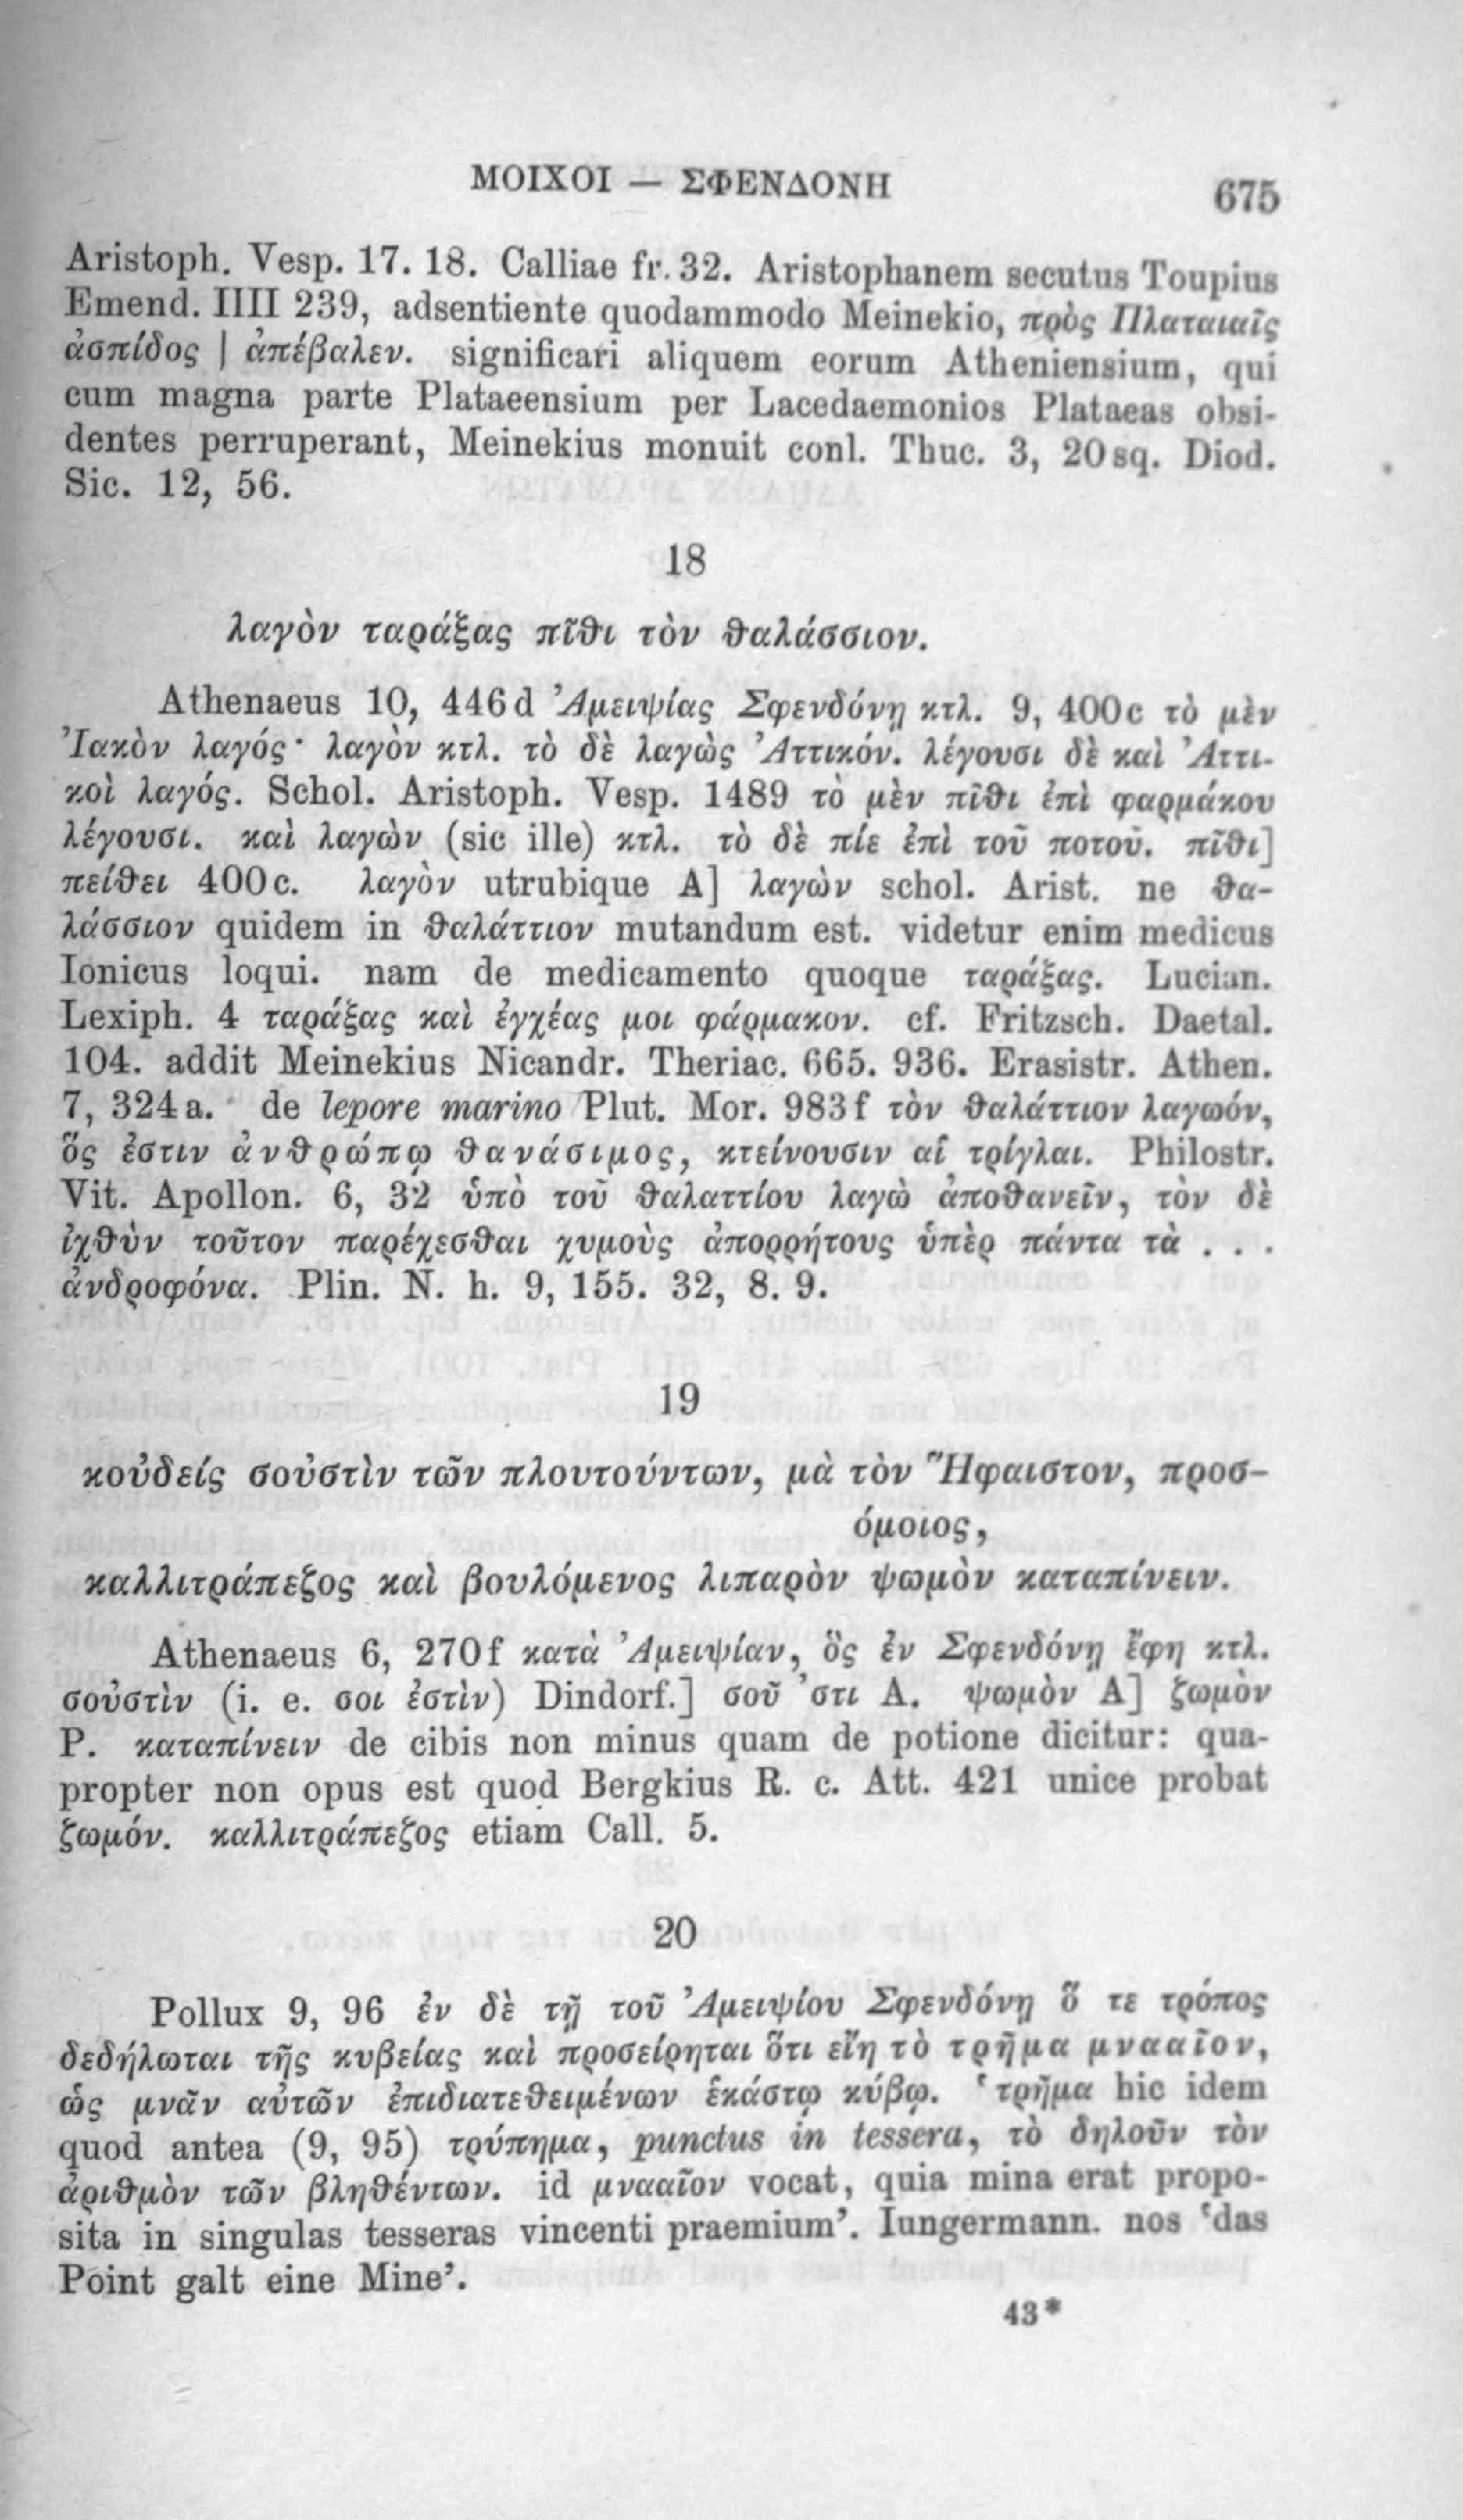 ΜΟΙΧΟΙ — ΣΦΕΝΔΟΝΗ 675
Aristoph. Vesp. 17. 18. Calliae fr. 32. Aristophanem secutus Toupius
Emend. IIII 239, adsentiente quodammodo Meinekio, πρὸς Πλαταιαῖς
ἀσπίδος | ἀπέβαλεν. significari aliquem eorum Atheniensium, qui
cum magna parte Plataeensium per Lacedaemonios Plataeas obsi-
dentes perruperant, Meinekius monuit conl. Thuc. 3, 20 sq. Diod.
Sic. 12, 56.
18
λαγὸν ταράξας πῖθι τὸν θαλάσσιον.
Athenaeus 10, 446 d Ἀμειψίας Σφενδόνῃ κτλ. 9, 400 c τὸ μὲν
Ἰακὸν λαγός· λαγὸν κτλ. τὸ δὲ λαγὼς Ἀττικόν. λέγουσι δὲ καὶ Ἀττι-
κοὶ λαγός. Schol. Aristoph. Vesp. 1489 τὸ μὲν πῖθι ἐπὶ φαρμάκου
λέγουσι. καὶ λαγὼν (sic ille) κτλ. τὸ δὲ πίε ἐπὶ τοῦ ποτοῦ. πῖθι]
πείθει 400 c. λαγὸν utrubique A] λαγὼν schol. Arist. ne θα-
λάσσιον quidem in θαλάττιον mutandum est. videtur enim medicus
Ionicus loqui. nam de medicamento quoque ταράξας. Lucian.
Lexiph. 4 ταράξας καὶ ἐγχέας μοι φάρμακον. cf. Fritzsch. Daetal.
104. addit Meinekius Nicandr. Theriac. 665. 936. Erasistr. Athen.
7, 324 a. de lepore marino Plut. Mor. 983 f τὸν θαλάττιον λαγωόν,
ὅς ἐστιν ἀνθρώπῳ θανάσιμος, κτείνουσιν αἱ τρίγλαι. Philostr.
Vit. Apollon. 6, 32 ὑπὸ τοῦ θαλαττίου λαγὼ ἀποθανεῖν, τὸν δὲ
ἰχθὺν τοῦτον παρέχεσθαι χυμοὺς ἀπορρήτους ὑπὲρ πάντα τὰ . . .
ἀνδροφόνα. Plin. N. h. 9, 155. 32, 8. 9.
19
κοὐδείς σοὐστὶν τῶν πλουτούντων, μὰ τὸν Ἥφαιστον, προσ-
όμοιος,
καλλιτράπεζος καὶ βουλόμενος λιπαρὸν ψωμὸν καταπίνειν.
Athenaeus 6, 270 f κατὰ Ἀμειψίαν, ὃς ἐν Σφενδόνῃ ἔφη κτλ.
σοὐστὶν (i. e. σοι ἐστὶν) Dindorf.] σοῦ ’στι A. ψωμὸν A] ζωμὸν
P. καταπίνειν de cibis non minus quam de potione dicitur: qua-
propter non opus est quod Bergkius R. c. Att. 421 unice probat
ζωμόν. καλλιτράπεζος etiam Call. 5.
20
Pollux 9, 96 ἐν δὲ τῇ τοῦ Ἀμειψίου Σφενδόνῃ ὅ τε τρόπος
δεδήλωται τῆς κυβείας καὶ προσείρηται ὅτι εἴη τὸ τρῆμα μνααῖον,
ὡς μνᾶν αὐτῶν ἐπιδιατεθειμένων ἑκάστῳ κύβῳ. ‘τρῆμα hic idem
quod antea (9, 95) τρύπημα, punctus in tessera, τὸ δηλοῦν τὸν
ἀριθμὸν τῶν βληθέντων. id μνααῖον vocat, quia mina erat propo-
sita in singulas tesseras vincenti praemium’. Iungermann. nos ‘das
Point galt eine Mine’.
43*